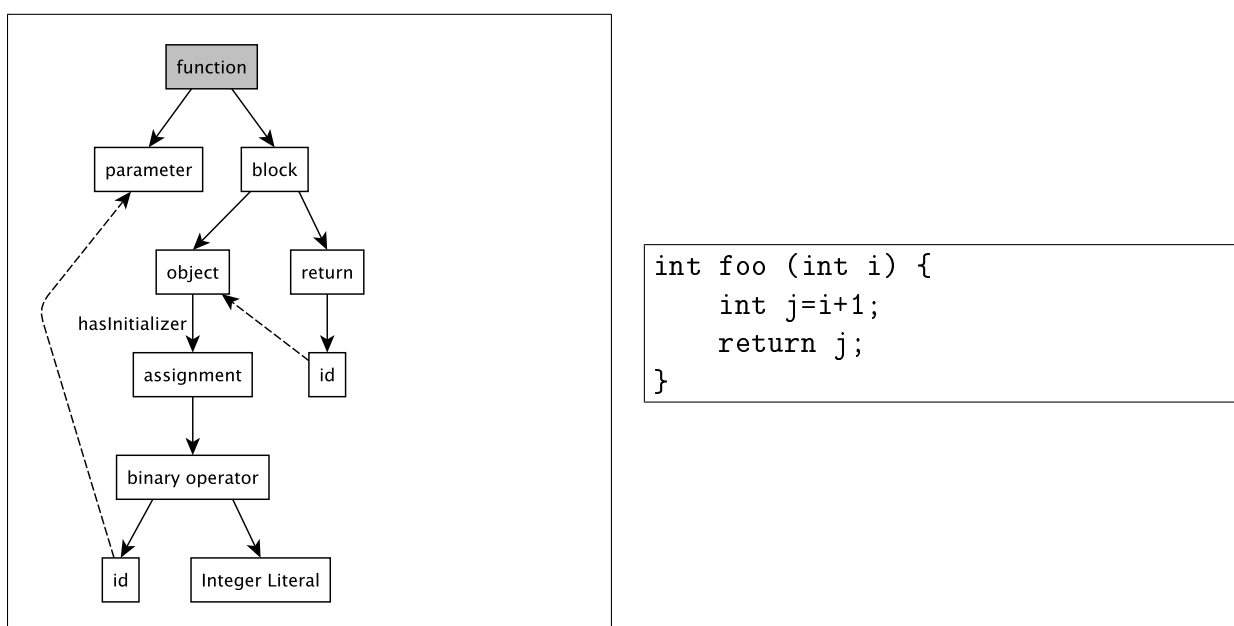 function
parameter
block
object
return
hasInitializer
assignment
id
binary operator
id
Integer Literal
int foo (int i) {
    int j=i+1;
    return j;
}